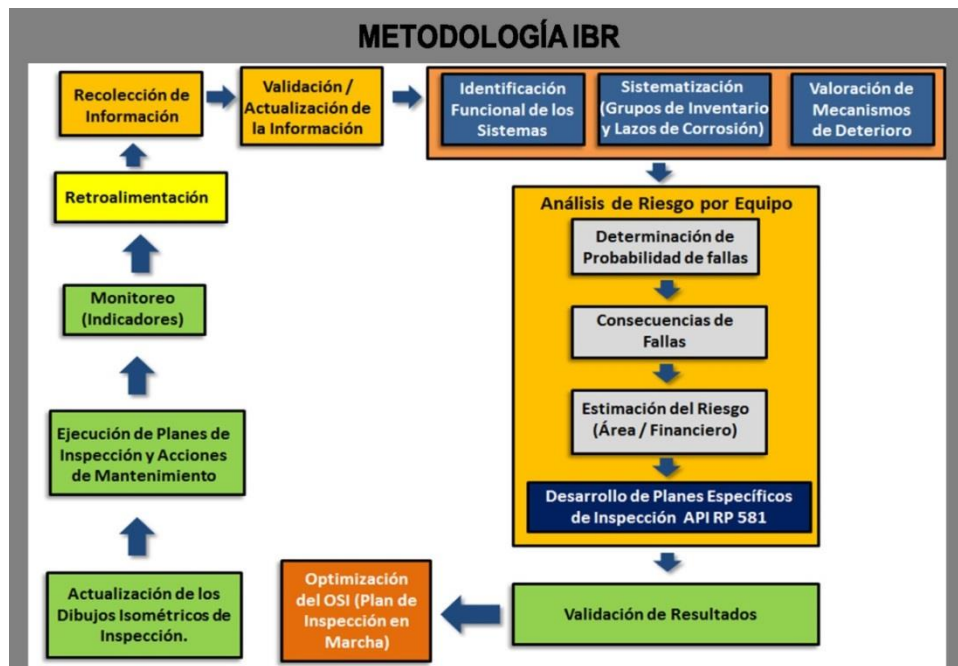 METODOLOGÍA IBR
Recolección de
Información
Validación /
Actualización de
la Información
Identificación
Funcional de los
Sistemas
Sistematización
(Grupos de Inventario
y Lazos de Corrosión)
Valoración de
Mecanismos
de Deterioro
Análisis de Riesgo por Equipo
Determinación de
Probabilidad de fallas
Consecuencias de
Fallas
Estimación del Riesgo
(Área / Financiero)
Desarrollo de Planes Específicos
de Inspección API RP 581
Validación de Resultados
Optimización
del OSI (Plan de
Inspección en
Marcha)
Actualización de los
Dibujos Isométricos de
Inspección.
Ejecución de Planes de
Inspección y Acciones
de Mantenimiento
Monitoreo
(Indicadores)
Retroalimentación